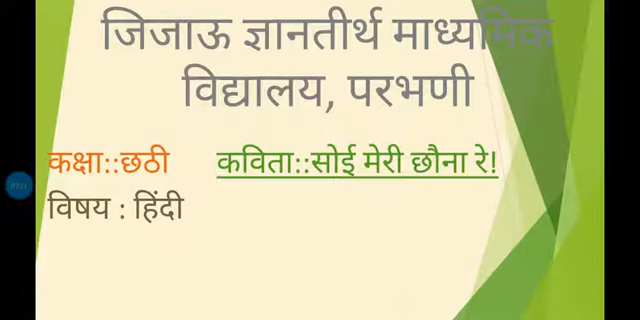 जिजाऊ ज्ञानतीर्थ माध्यमिक
विद्यालय, परभणी
कक्षा::छठी कविता::सोई मेरी छौना रे!
विषय : हिंदी